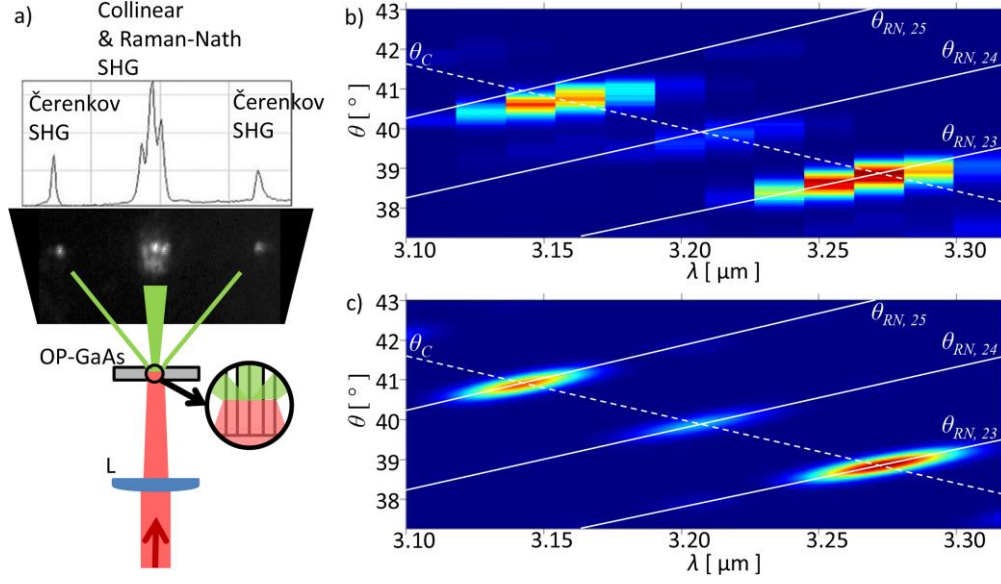 a)
Collinear
& Raman-Nath
SHG
Čerenkov
SHG
Čerenkov
SHG
OP-GaAs
L
b)
43
42
41
40
39
38
θ [ ° ]
θC
θRN, 25
θRN, 24
θRN, 23
3.10
3.15
3.20
3.25
3.30
λ [ μm ]
c)
43
42
41
40
39
38
θ [ ° ]
θC
θRN, 25
θRN, 24
θRN, 23
3.10
3.15
3.20
3.25
3.30
λ [ μm ]